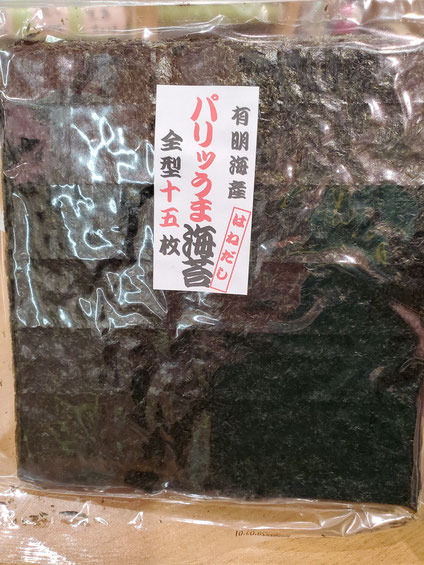 有明海産
はねだし
パリッうま海苔
全型十五枚